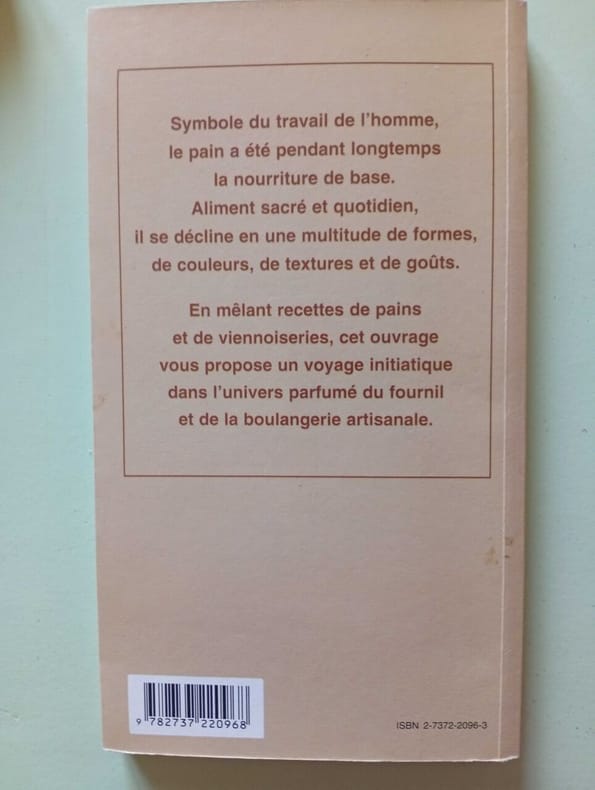 Symbole du travail de l'homme,
le pain a été pendant longtemps
la nourriture de base.
Aliment sacré et quotidien,
il se décline en une multitude de formes,
de couleurs, de textures et de goûts.
En mêlant recettes de pains
et de viennoiseries, cet ouvrage
vous propose un voyage initiatique
dans l'univers parfumé du fournil
et de la boulangerie artisanale.
9 782737 220968
ISBN 2-7372-2096-3